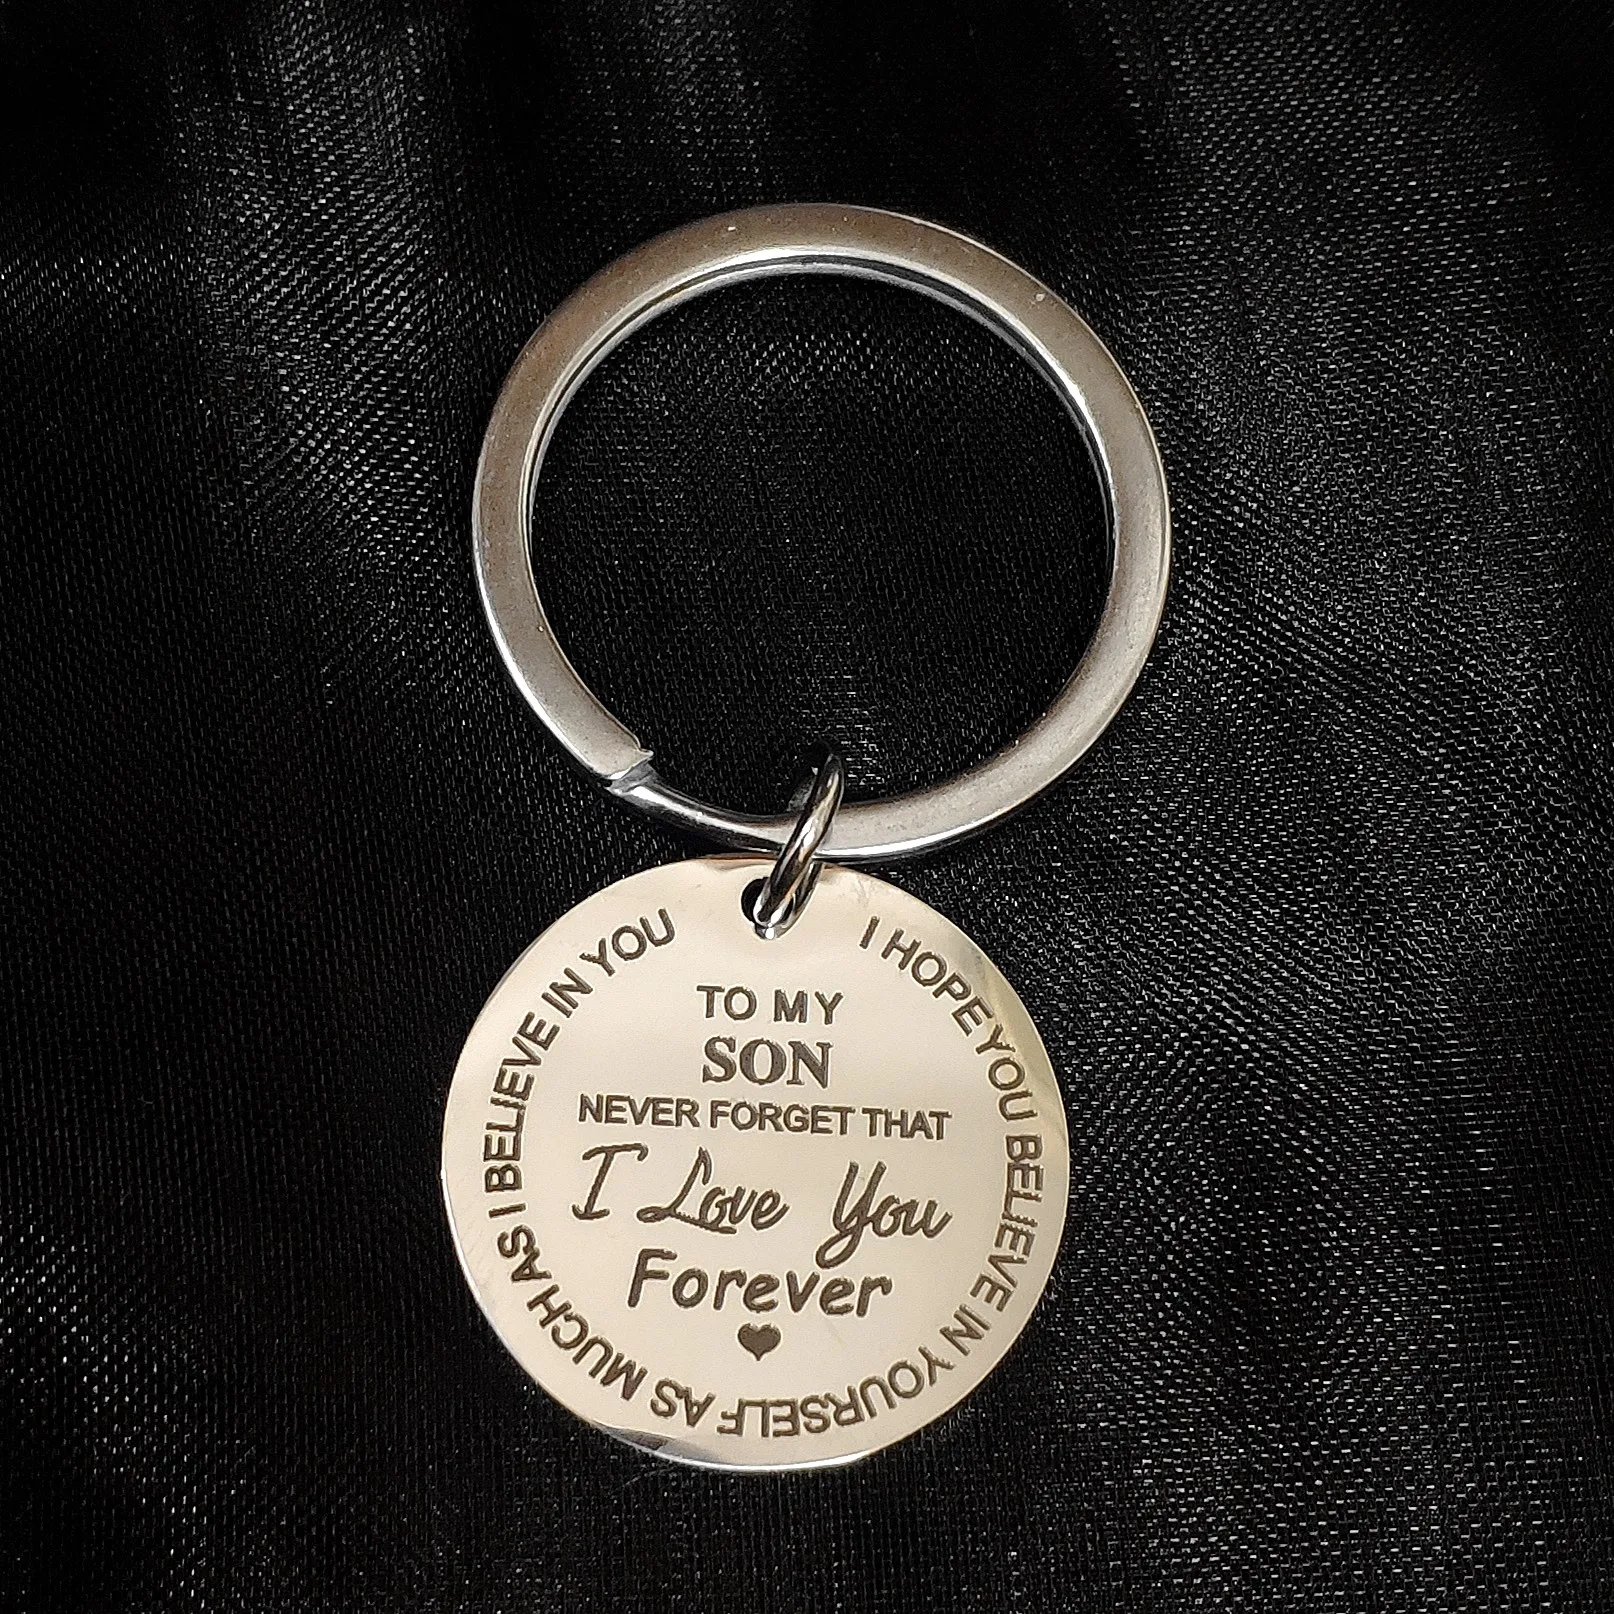 TO MY
SON
NEVER FORGET THAT
I Love You
Forever
I HOPE YOU BELIEVE IN YOURSELF AS MUCH AS I BELIEVE IN YOU